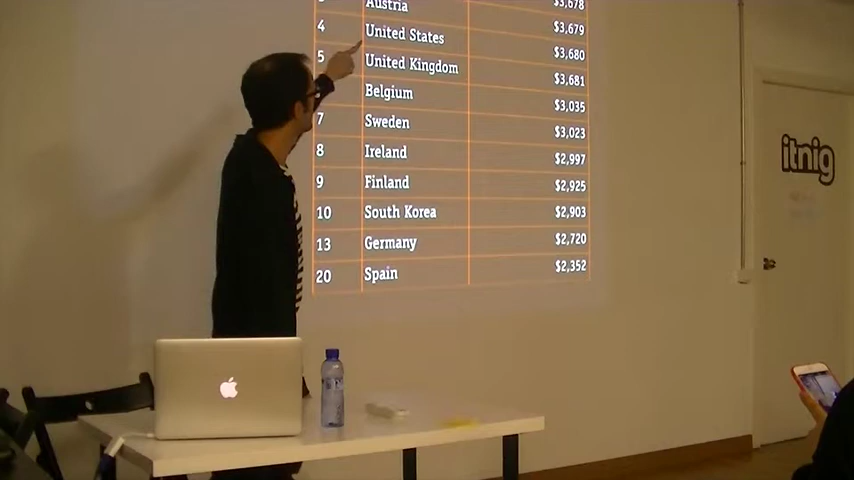 $3,678
Austria $3,679
4 United States $3,680
5 United Kingdom $3,681
Belgium $3,035
7 Sweden $3,023
8 Ireland $2,997
9 Finland $2,925
10 South Korea $2,903
13 Germany $2,720
20 Spain $2,352
itnig